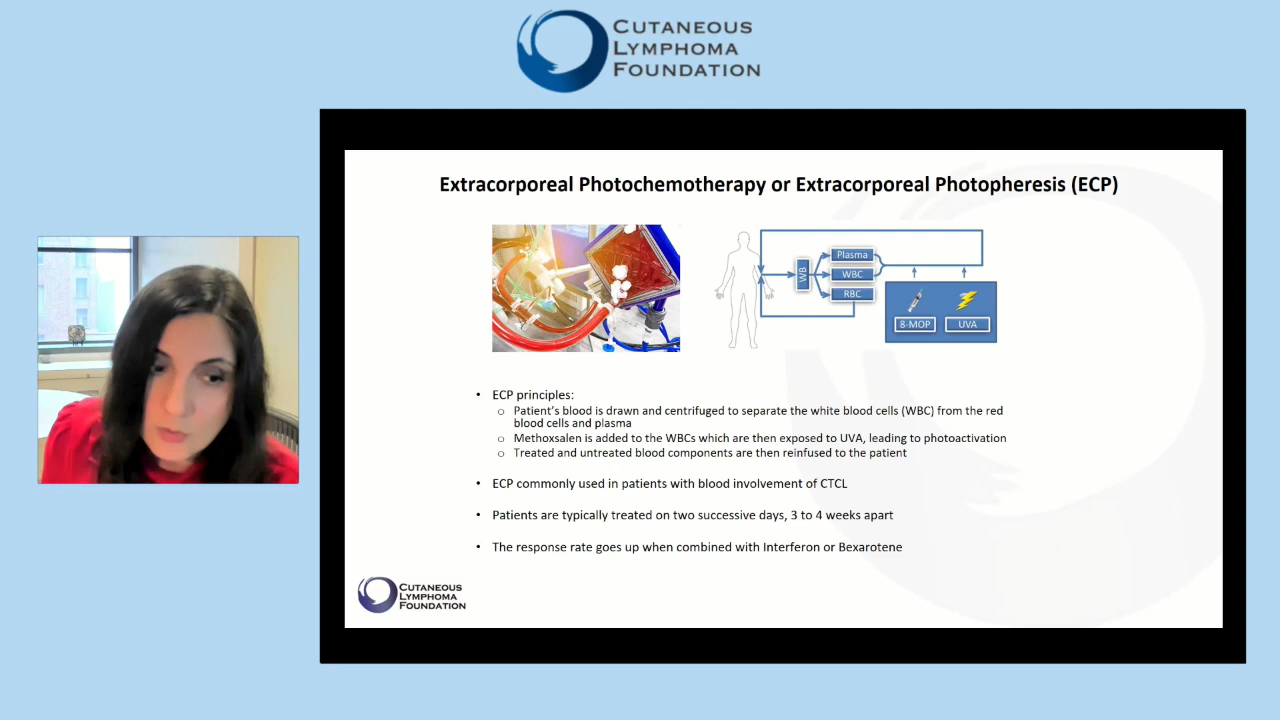 CUTANEOUS
LYMPHOMA
FOUNDATION
Extracorporeal Photochemotherapy or Extracorporeal Photopheresis (ECP)
WB
Plasma
WBC
RBC
8-MOP
UVA
• ECP principles:
o Patient's blood is drawn and centrifuged to separate the white blood cells (WBC) from the red
blood cells and plasma
o Methoxsalen is added to the WBCs which are then exposed to UVA, leading to photoactivation
o Treated and untreated blood components are then reinfused to the patient
• ECP commonly used in patients with blood involvement of CTCL
• Patients are typically treated on two successive days, 3 to 4 weeks apart
• The response rate goes up when combined with Interferon or Bexarotene
CUTANEOUS
LYMPHOMA
FOUNDATION